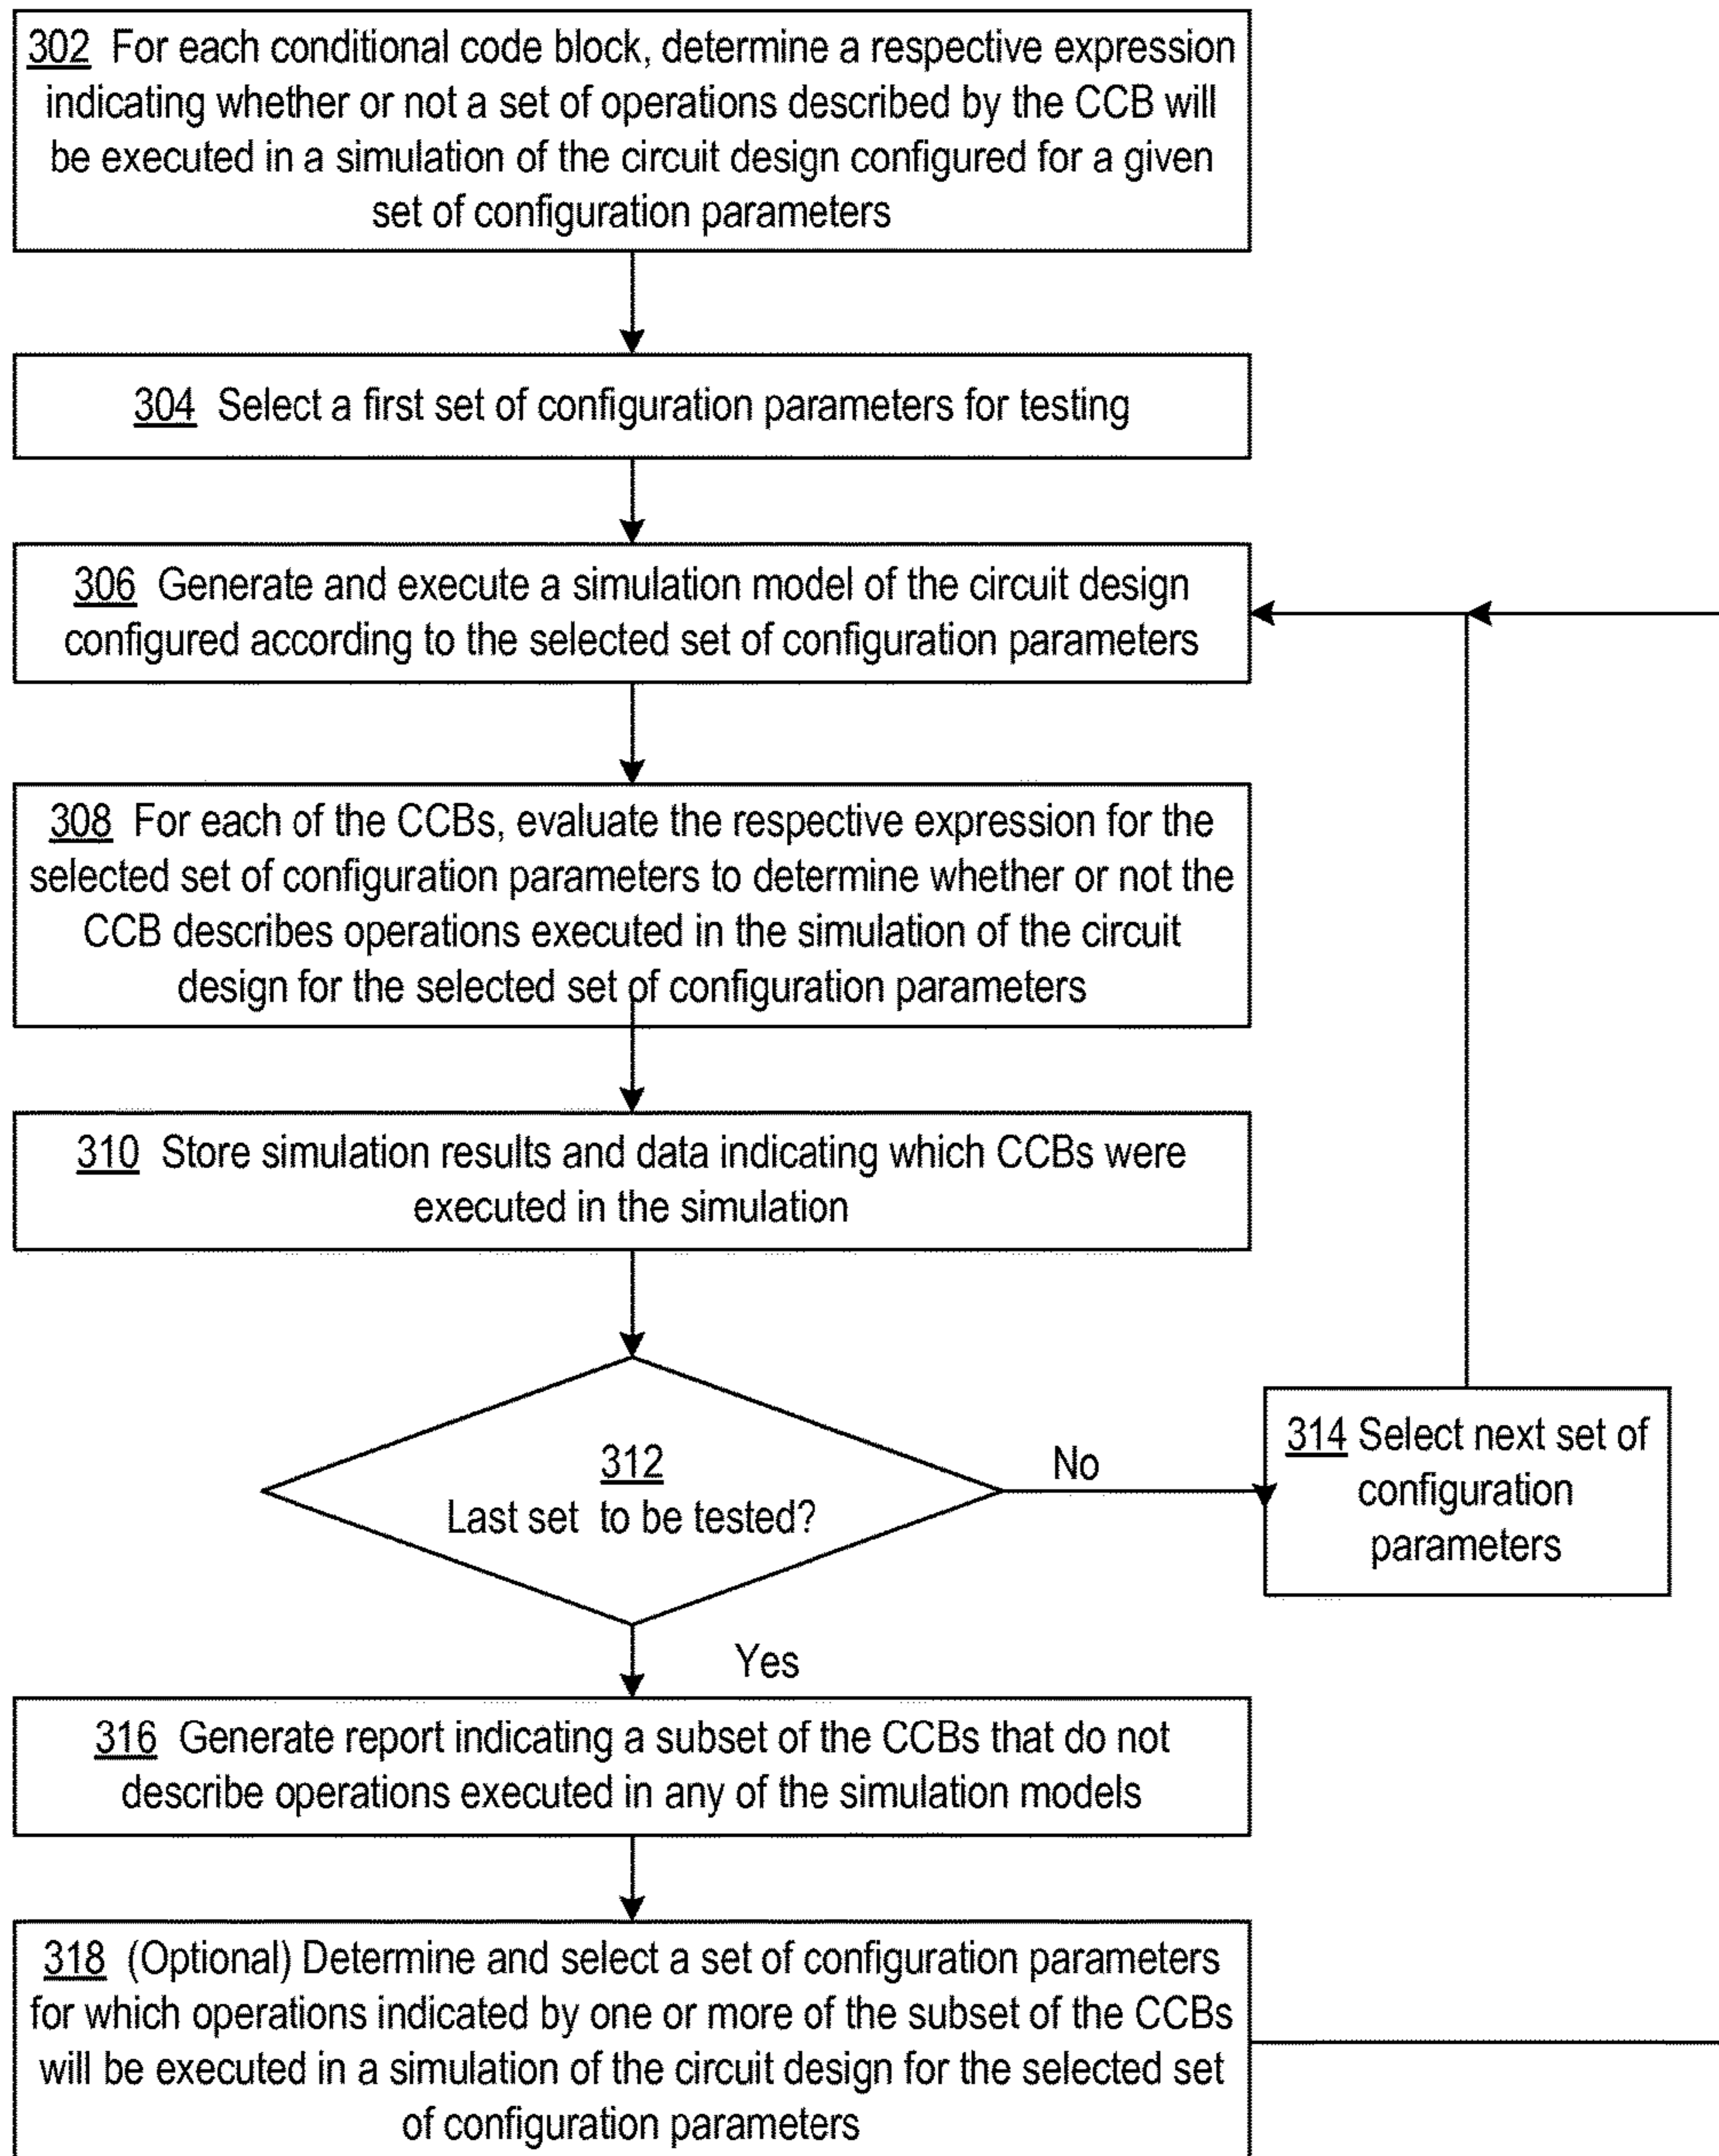 302 For each conditional code block, determine a respective expression
indicating whether or not a set of operations described by the CCB will
be executed in a simulation of the circuit design configured for a given
set of configuration parameters
304 Select a first set of configuration parameters for testing
306 Generate and execute a simulation model of the circuit design
configured according to the selected set of configuration parameters
308 For each of the CCBs, evaluate the respective expression for the
selected set of configuration parameters to determine whether or not the
CCB describes operations executed in the simulation of the circuit
design for the selected set of configuration parameters
310 Store simulation results and data indicating which CCBs were
executed in the simulation
312
Last set to be tested?
No
314 Select next set of
configuration
parameters
Yes
316 Generate report indicating a subset of the CCBs that do not
describe operations executed in any of the simulation models
318 (Optional) Determine and select a set of configuration parameters
for which operations indicated by one or more of the subset of the CCBs
will be executed in a simulation of the circuit design for the selected set
of configuration parameters